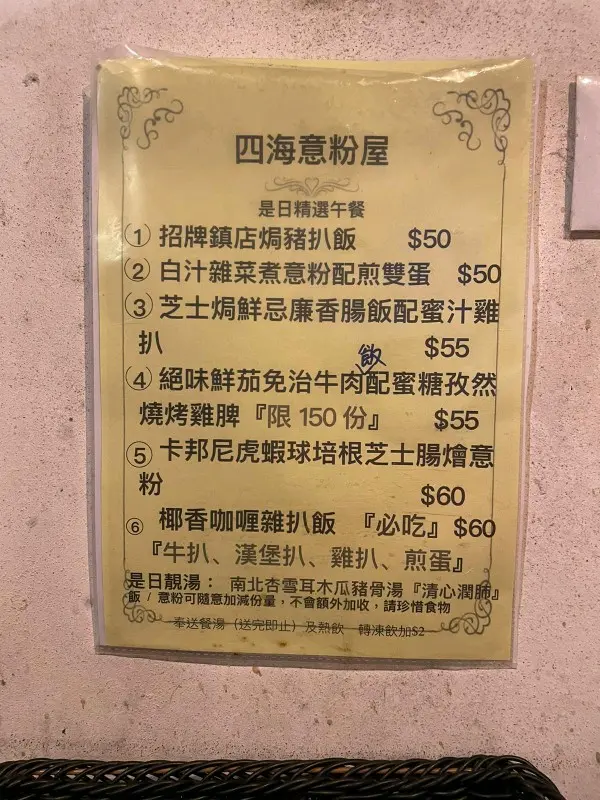 四海意粉屋
是日精選午餐
① 招牌鎮店焗豬扒飯 $50
② 白汁雜菜煮意粉配煎雙蛋 $50
③ 芝士焗鮮忌廉香腸飯配蜜汁雞
扒 $55
飯
④ 絕味鮮茄免治牛肉配蜜糖孜然
燒烤雞脾『限 150 份』 $55
⑤ 卡邦尼虎蝦球培根芝士腸燴意
粉 $60
⑥ 椰香咖喱雜扒飯 『必吃』 $60
『牛扒、漢堡扒、雞扒、煎蛋』
是日靚湯： 南北杏雪耳木瓜豬骨湯『清心潤肺』
飯 / 意粉可隨意加減份量，不會額外加收，請珍惜食物
奉送餐湯（送完即止）及熱飲 轉凍飲加$2